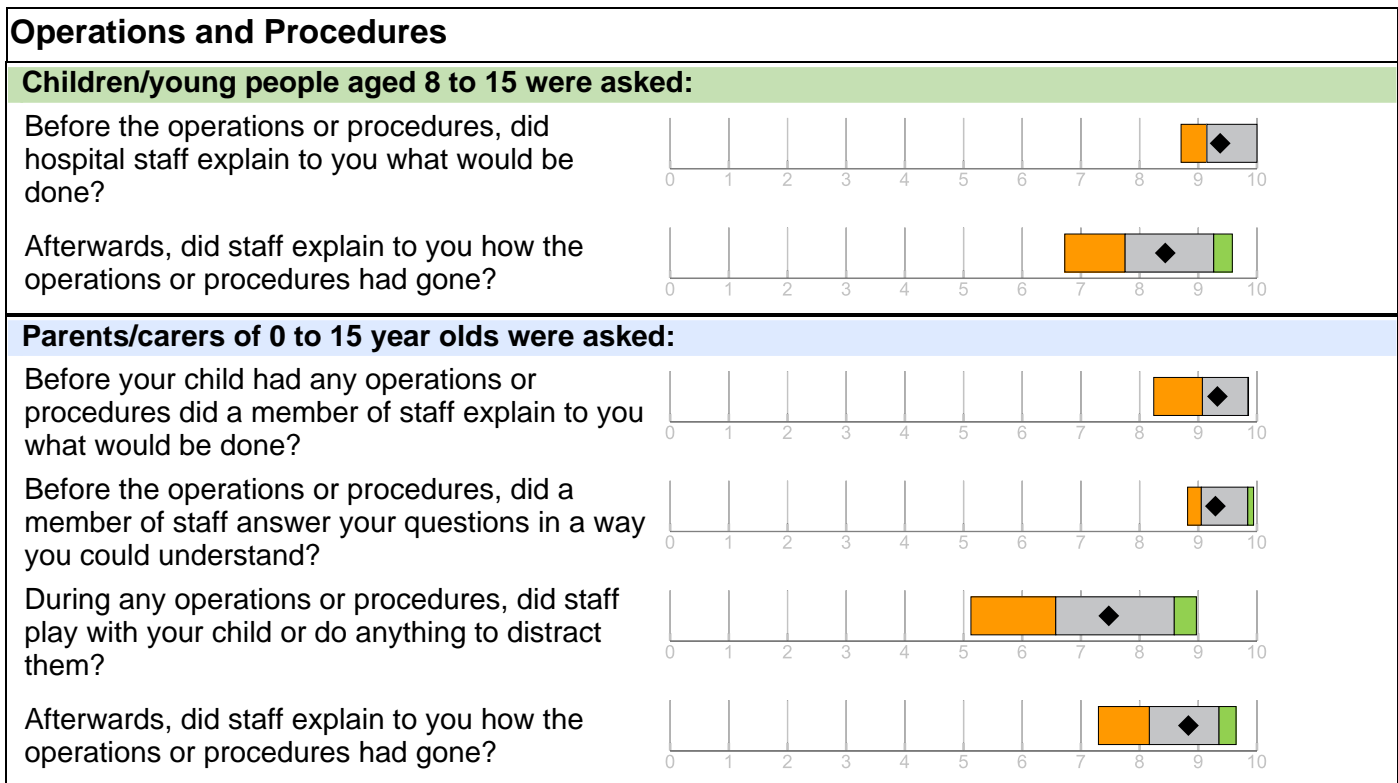 Operations and Procedures
Children/young people aged 8 to 15 were asked:
Before the operations or procedures, did
hospital staff explain to you what would be
done?
0 1 2 3 4 5 6 7 8 9 10
Afterwards, did staff explain to you how the
operations or procedures had gone?
0 1 2 3 4 5 6 7 8 9 10
Parents/carers of 0 to 15 year olds were asked:
Before your child had any operations or
procedures did a member of staff explain to you
what would be done?
0 1 2 3 4 5 6 7 8 9 10
Before the operations or procedures, did a
member of staff answer your questions in a way
you could understand?
0 1 2 3 4 5 6 7 8 9 10
During any operations or procedures, did staff
play with your child or do anything to distract
them?
0 1 2 3 4 5 6 7 8 9 10
Afterwards, did staff explain to you how the
operations or procedures had gone?
0 1 2 3 4 5 6 7 8 9 10